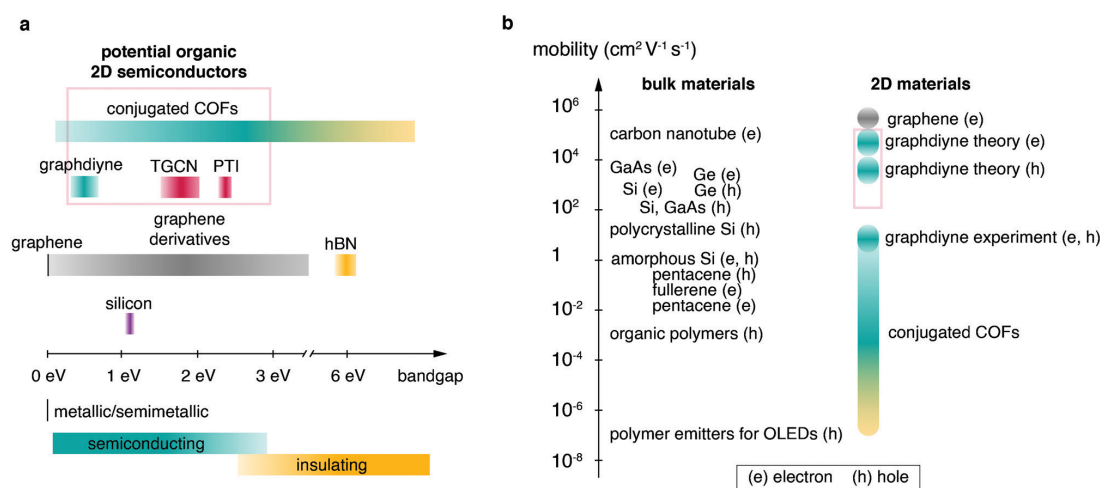 a
potential organic
2D semiconductors
conjugated COFs
graphdiyne
TGCN
PTI
graphene
derivatives
graphene
hBN
silicon
0 eV
1 eV
2 eV
3 eV
6 eV
bandgap
metallic/semimetallic
semiconducting
insulating
b
mobility (cm² V⁻¹ s⁻¹)
bulk materials
2D materials
10⁶
10⁴
10²
1
10⁻²
10⁻⁴
10⁻⁶
10⁻⁸
carbon nanotube (e)
GaAs (e)
Ge (e)
Si (e)
Ge (h)
Si, GaAs (h)
polycrystalline Si (h)
amorphous Si (e, h)
pentacene (h)
fullerene (e)
pentacene (e)
organic polymers (h)
polymer emitters for OLEDs (h)
graphene (e)
graphdiyne theory (e)
graphdiyne theory (h)
graphdiyne experiment (e, h)
conjugated COFs
(e) electron (h) hole